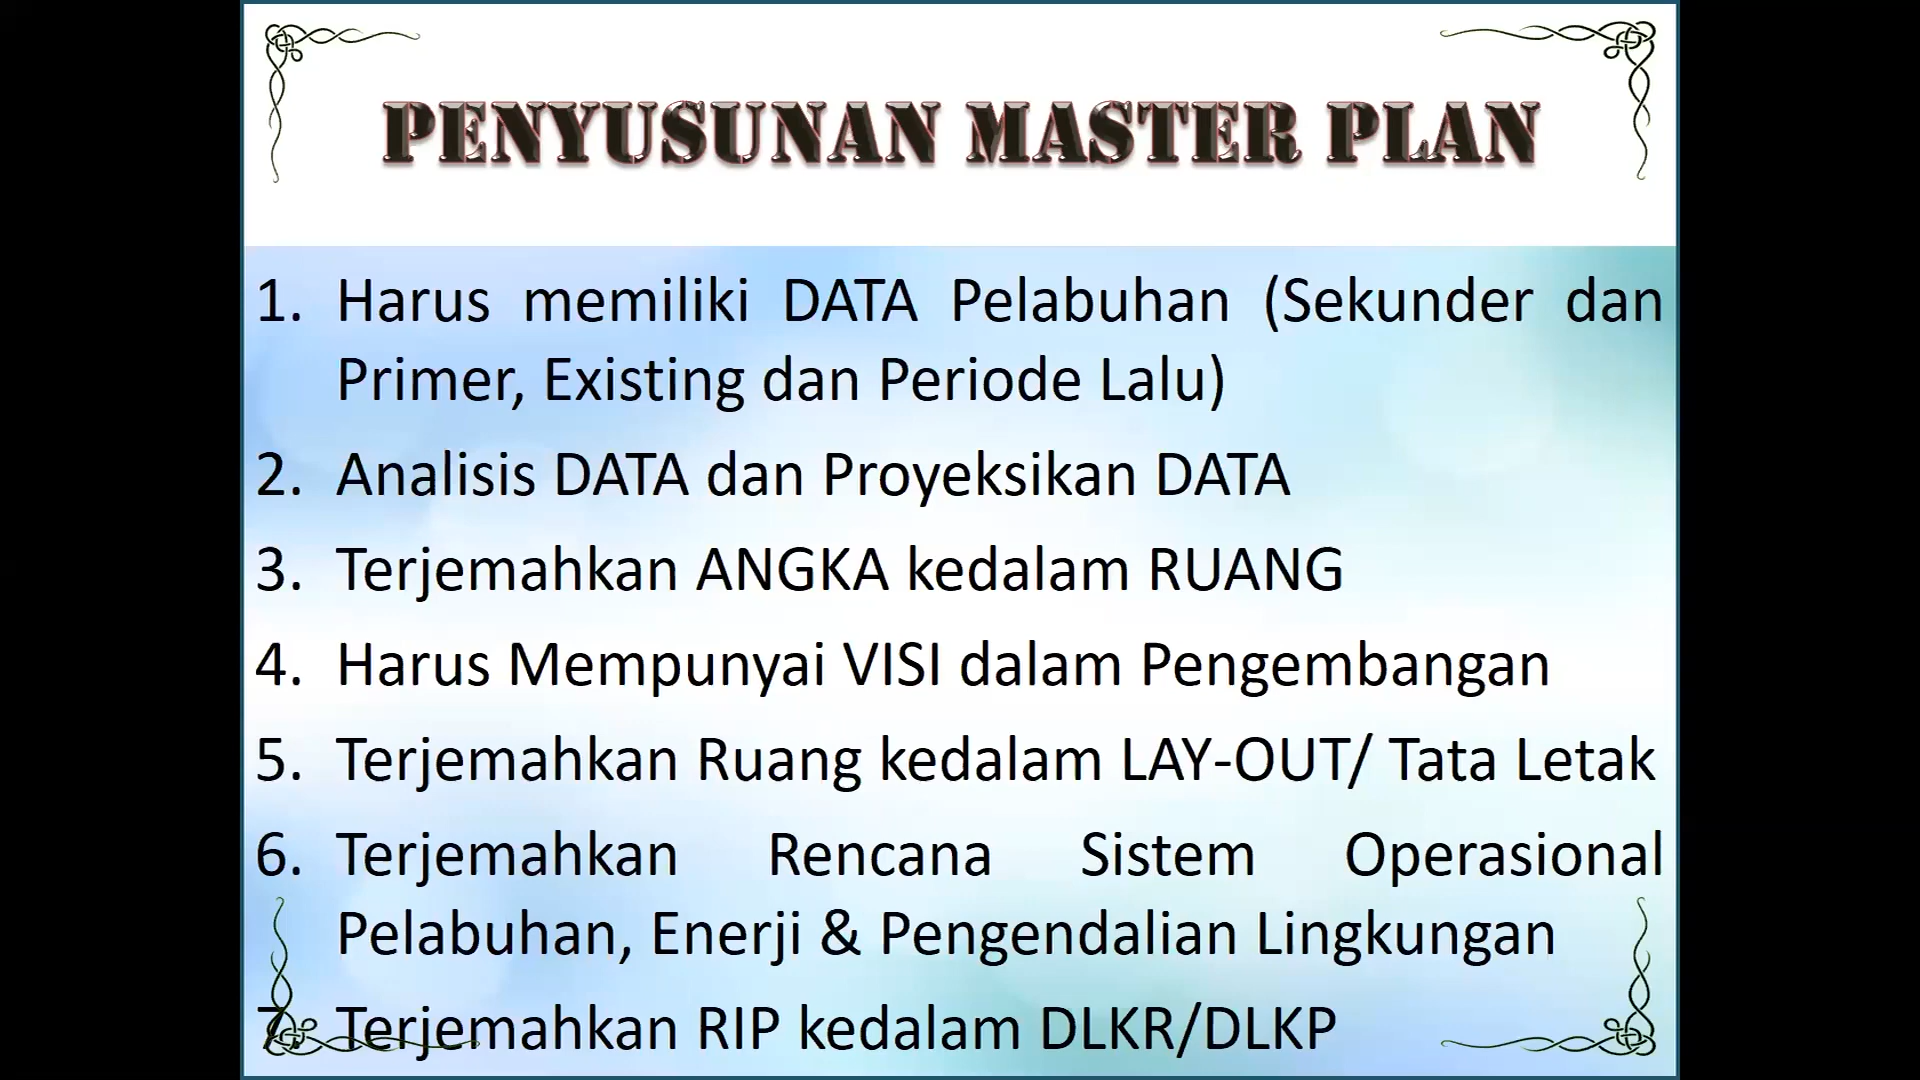 PENYUSUNAN MASTER PLAN
1. Harus memiliki DATA Pelabuhan (Sekunder dan
Primer, Existing dan Periode Lalu)
2. Analisis DATA dan Proyeksikan DATA
3. Terjemahkan ANGKA kedalam RUANG
4. Harus Mempunyai VISI dalam Pengembangan
5. Terjemahkan Ruang kedalam LAY-OUT/ Tata Letak
6. Terjemahkan Rencana Sistem Operasional
Pelabuhan, Enerji & Pengendalian Lingkungan
7. Terjemahkan RIP kedalam DLKR/DLKP